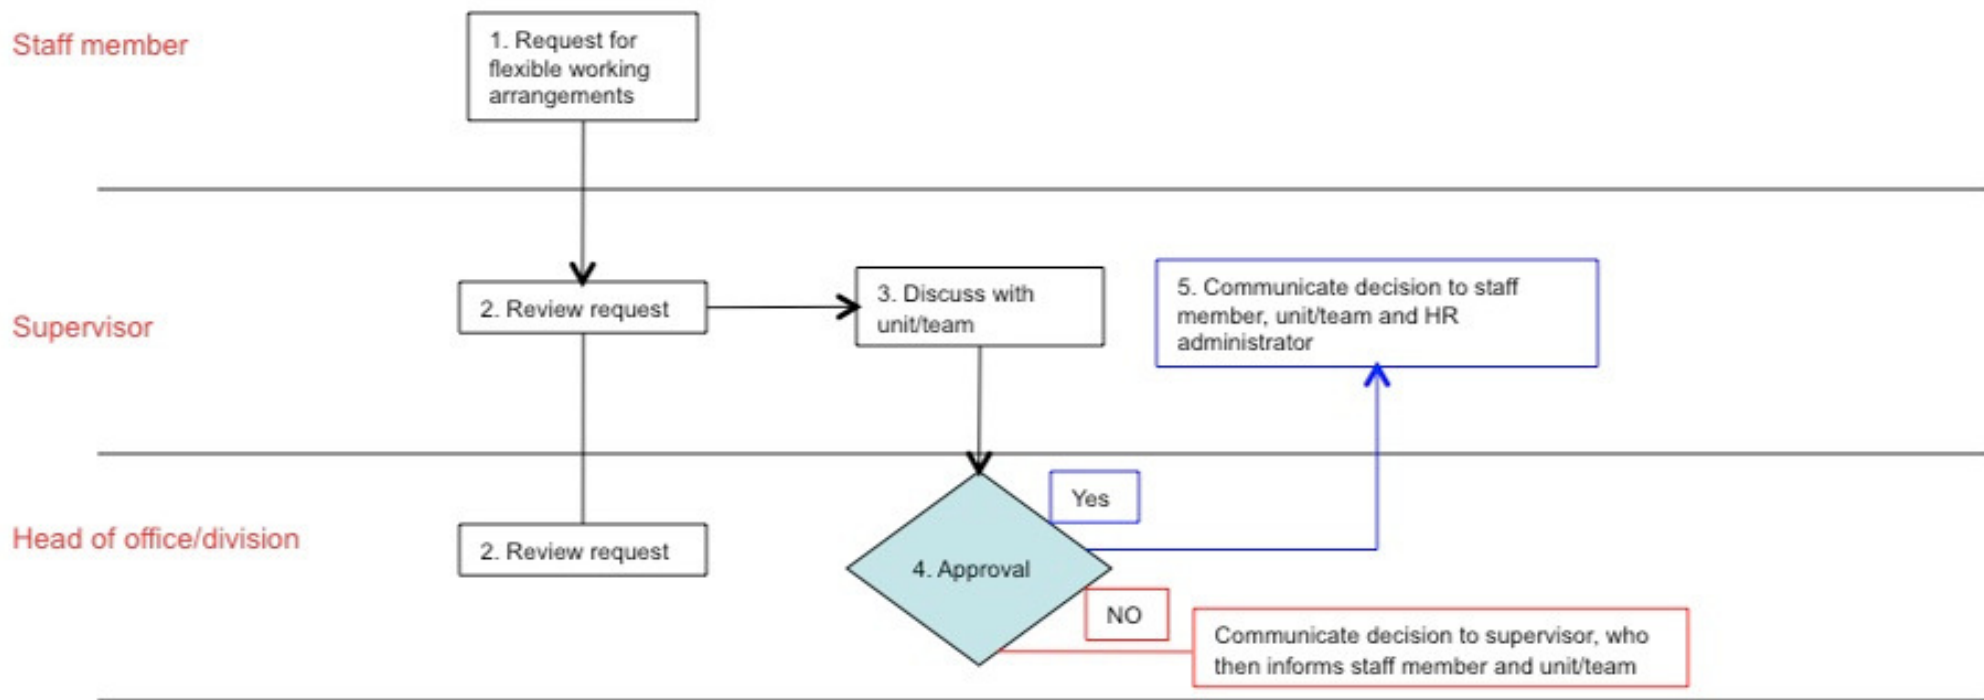 Staff member
1. Request for
flexible working
arrangements
Supervisor
2. Review request
3. Discuss with
unit/team
5. Communicate decision to staff
member, unit/team and HR
administrator
Head of office/division
2. Review request
4. Approval
Yes
NO
Communicate decision to supervisor, who
then informs staff member and unit/team